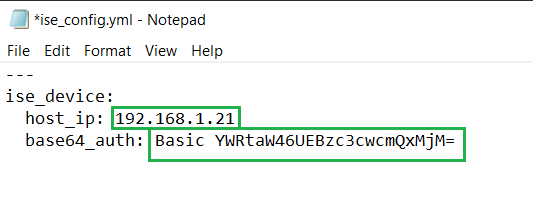 *ise_config.yml - Notepad
File Edit Format View Help
---
ise_device:
host_ip: 192.168.1.21
base64_auth: Basic YWRtaW46UEBzc3cwcmQxMjM=